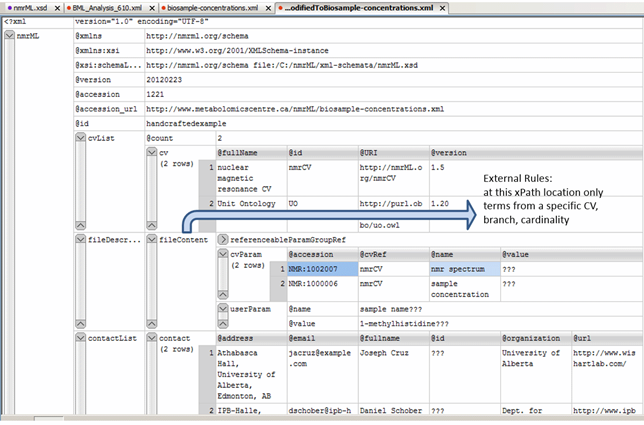 nmrML.xsd × BML_Analysis_610.xml × biosample-concentrations.xml × ...odifiedToBiosample-concentrations.xml ×
<?xml version="1.0" encoding="UTF-8"
nmrML @xmlns http://nmrml.org/schema
@xmlns:xsi http://www.w3.org/2001/XMLSchema-instance
@xsi:schemaL... http://nmrml.org/schema file:/C:/nmrML/xml-schemata/nmrML.xsd
@version 20120223
@accession 1221
@accession_url http://www.metabolomicscentre.ca/nmrML/biosample-concentrations.xml
@id handcraftedexample
cvList @count 2
cv @fullName @id @URI @version
(2 rows) 1 nuclear nmrCV http://nmrML.o 1.5
magnetic rg/nmrCV
resonance CV
2 Unit Ontology UO http://purl.ob 1.20
bo/uo.owl
External Rules:
at this xPath location only
terms from a specific CV,
branch, cardinality
fileDescr... fileContent referenceableParamGroupRef
cvParam @accession @cvRef @name @value
(2 rows) 1 NMR:1002007 nmrCV nmr spectrum ???
2 NMR:1000006 nmrCV sample ???
concentration
userParam @name sample name???
@value 1-methylhistidine???
contactList contact @address @email @fullname @id @organization @url
(2 rows) 1 Athabasca jacruz@example Joseph Cruz ??? University of http://www.wis
Hall, .com Alberta hartlab.com/
University of
Alberta,
Edmonton, AB
2 IPB-Halle, dschober@ipb-h Daniel Schober ??? Dept. for http://www.ipb